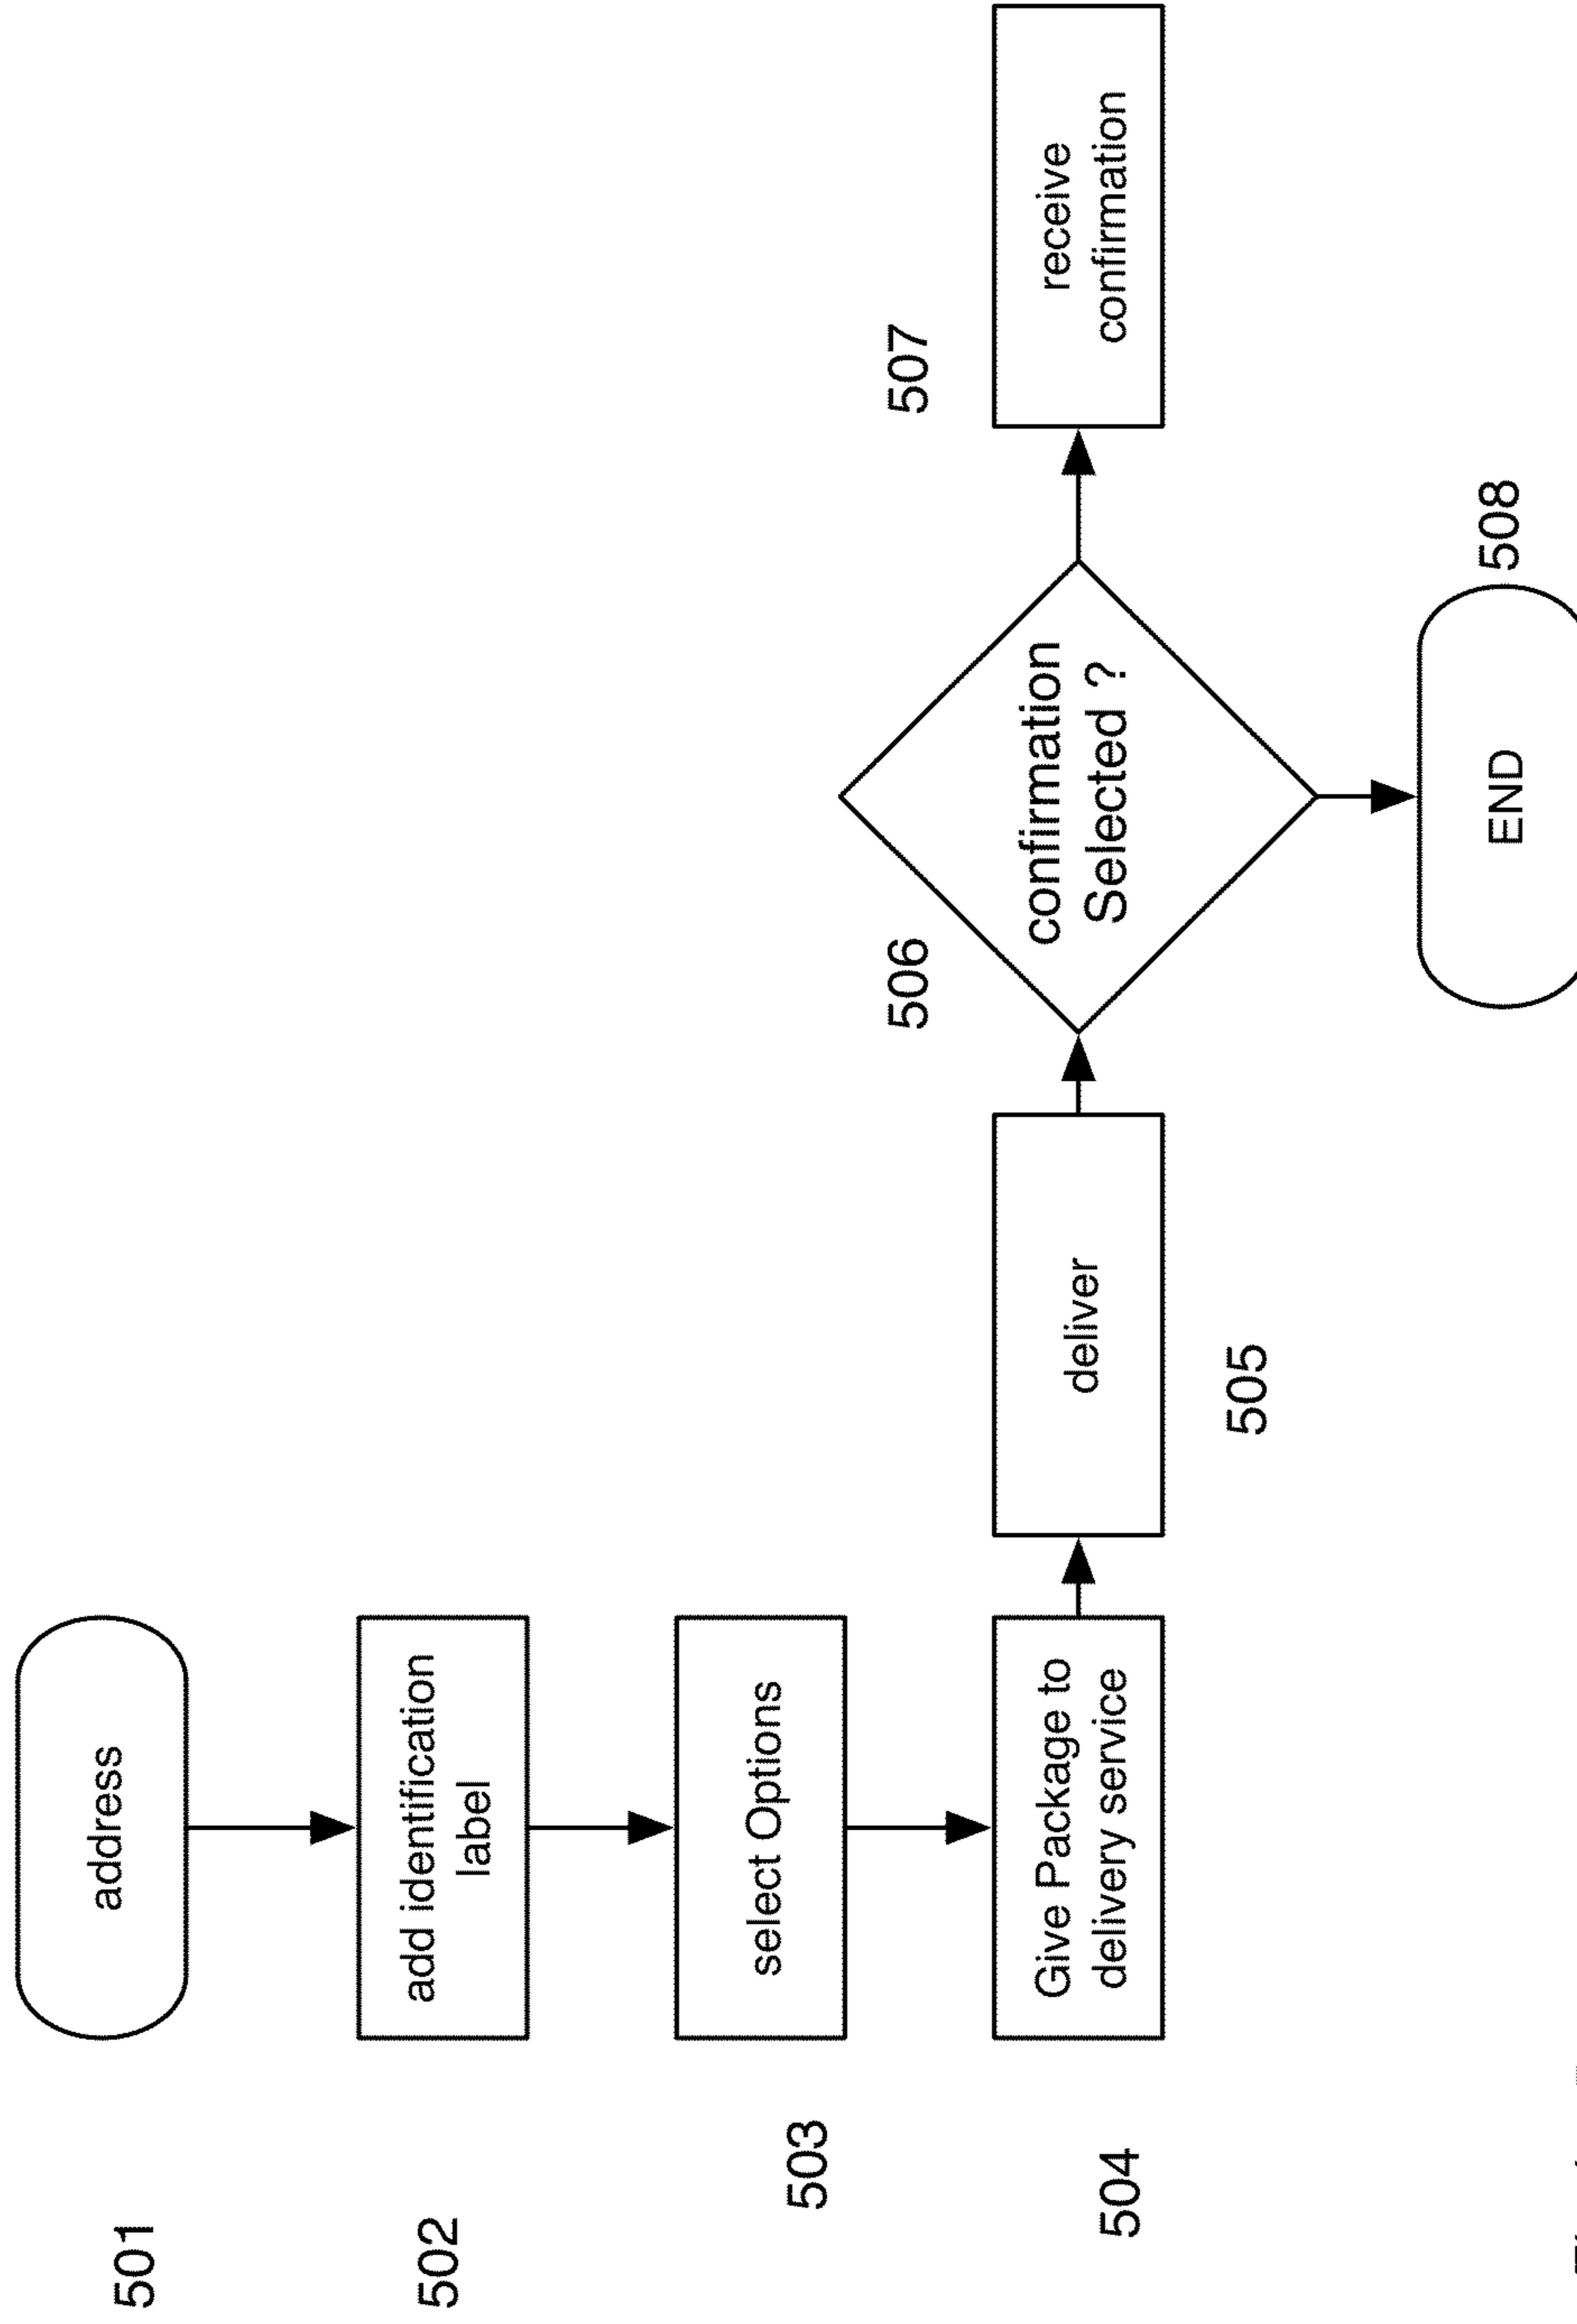 501
address
502
add identification
label
503
select Options
504
Give Package to
delivery service
505
deliver
506
confirmation
Selected ?
507
receive
confirmation
508
END